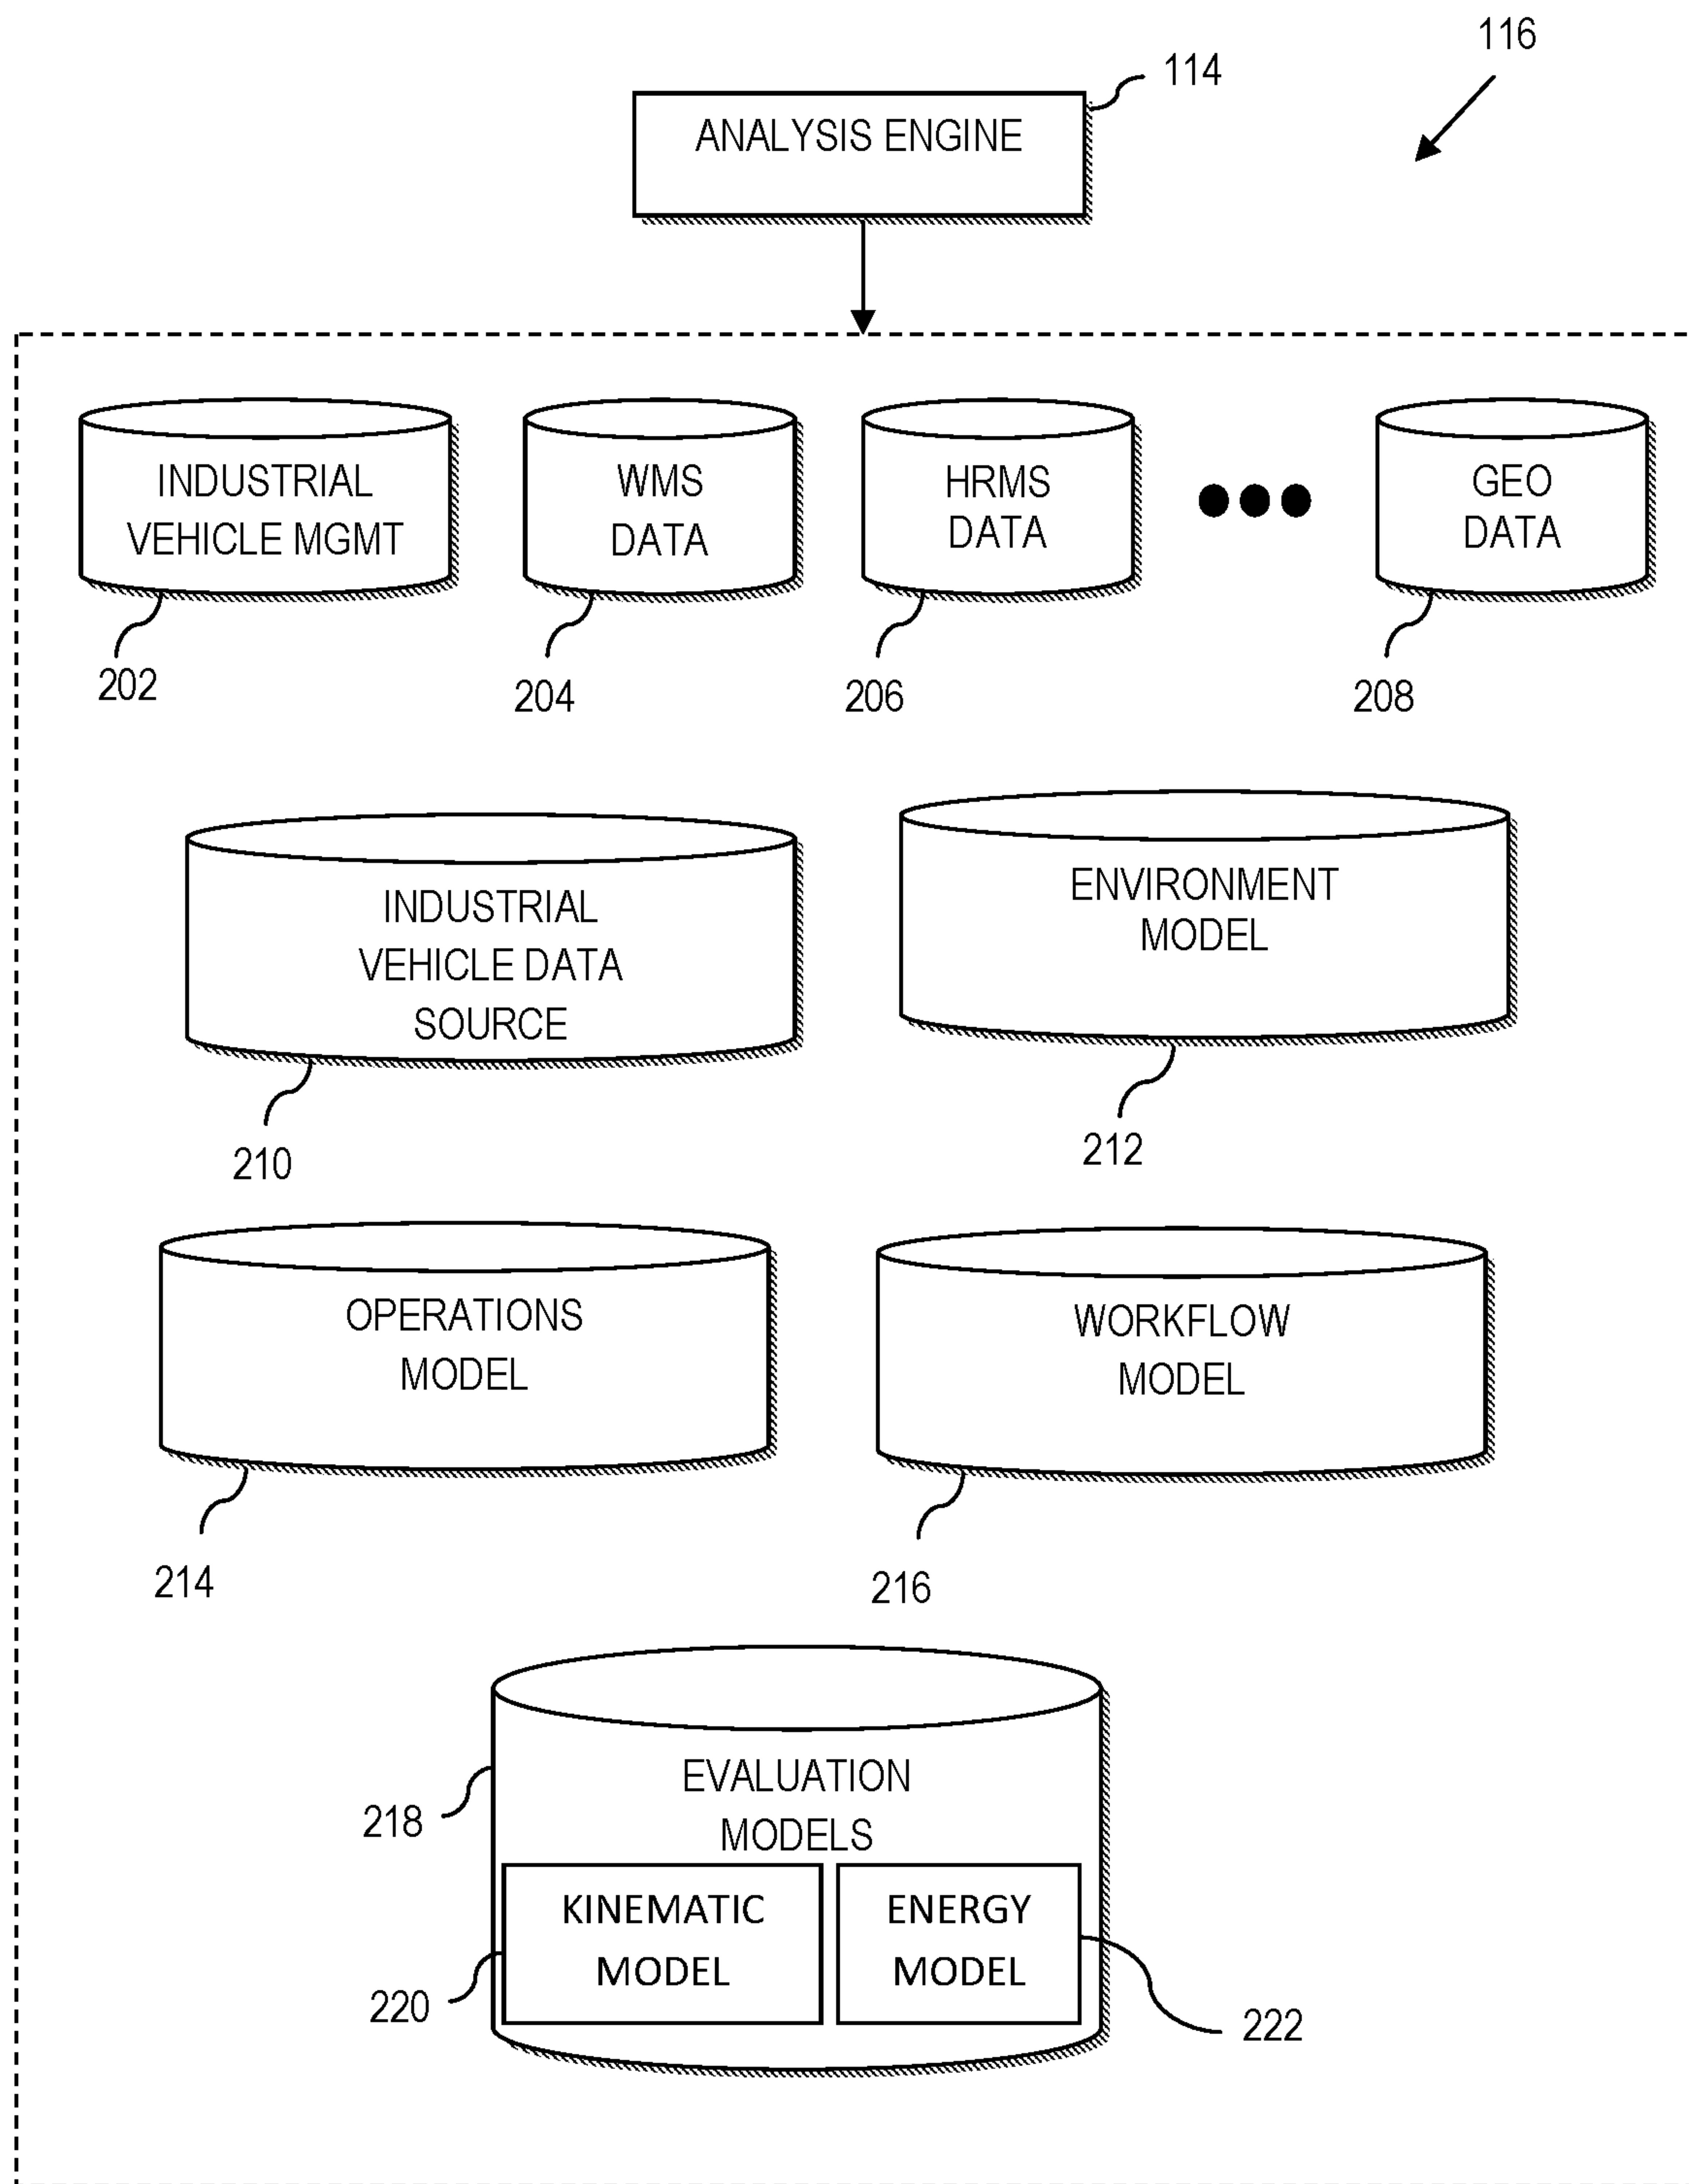 116
114
ANALYSIS ENGINE
INDUSTRIAL
VEHICLE MGMT
WMS
DATA
HRMS
DATA
GEO
DATA
202
204
206
208
INDUSTRIAL
VEHICLE DATA
SOURCE
ENVIRONMENT
MODEL
210
212
OPERATIONS
MODEL
WORKFLOW
MODEL
214
216
EVALUATION
MODELS
218
KINEMATIC
MODEL
ENERGY
MODEL
220
222